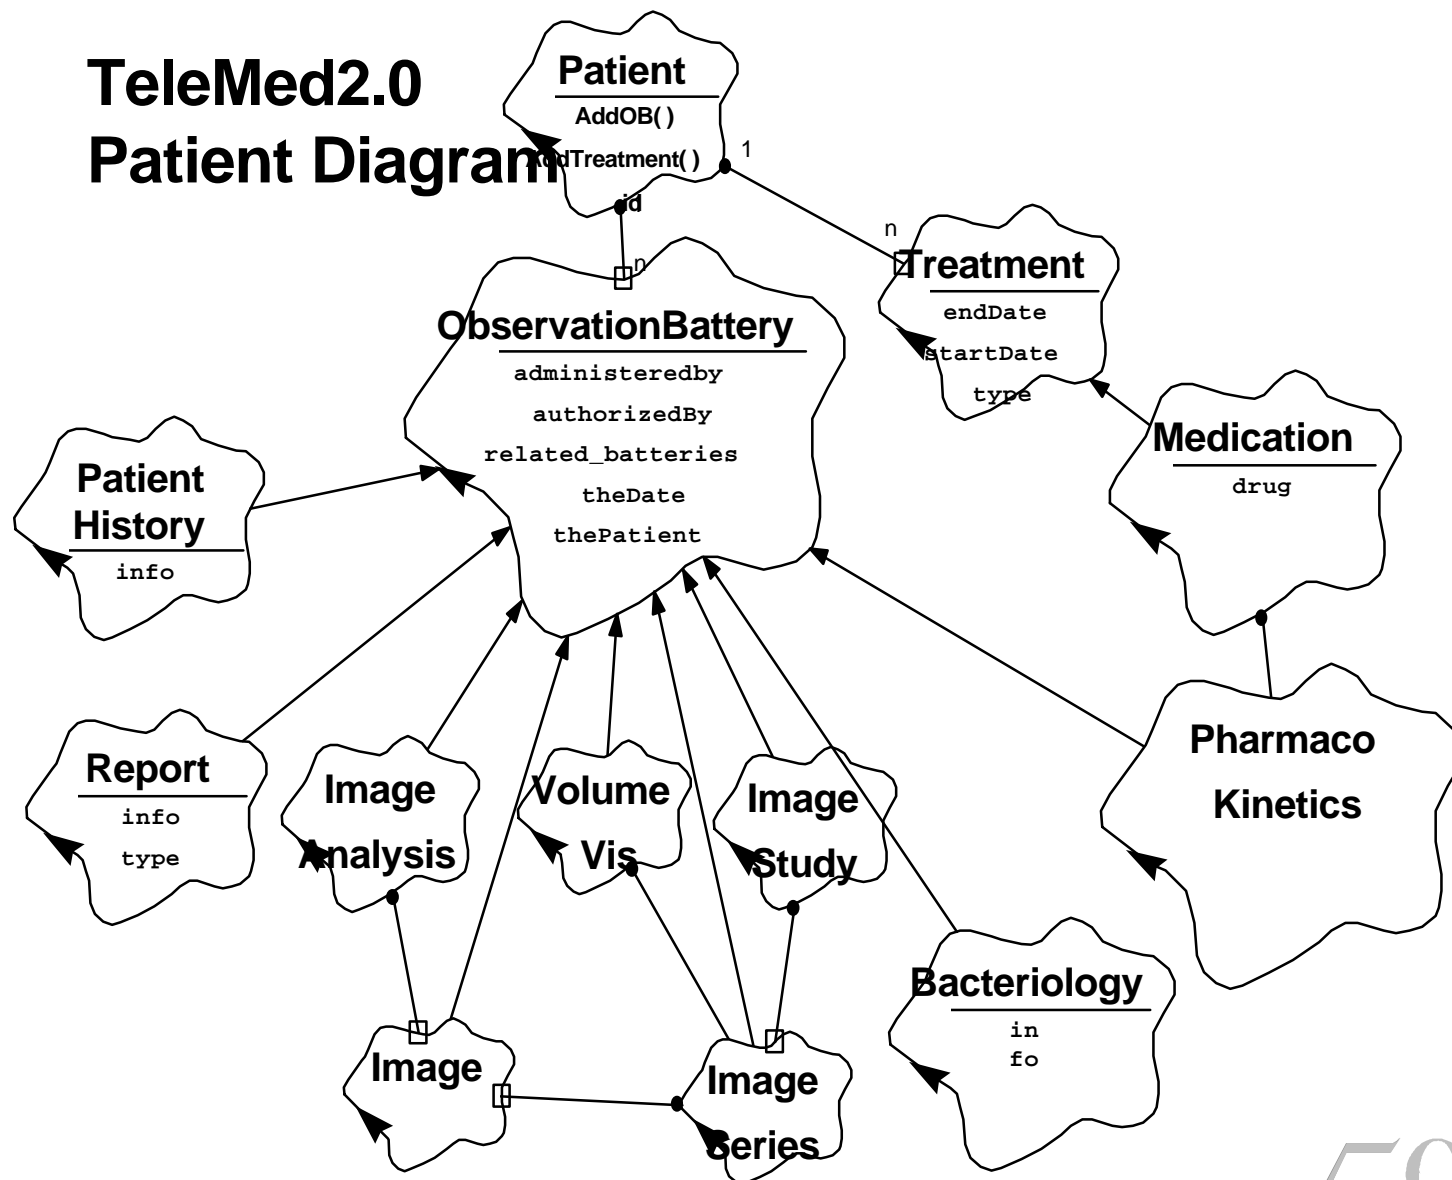 TeleMed2.0
Patient Diagram
Patient
AddOB( )
AddTreatment( )
id
1
n
n
Treatment
endDate
startDate
type
ObservationBattery
administeredby
authorizedBy
related_batteries
theDate
thePatient
Medication
drug
Patient
History
info
Report
info
type
Image
Analysis
Volume
Vis
Image
Study
Pharmaco
Kinetics
Bacteriology
in
fo
Image
Image
Series